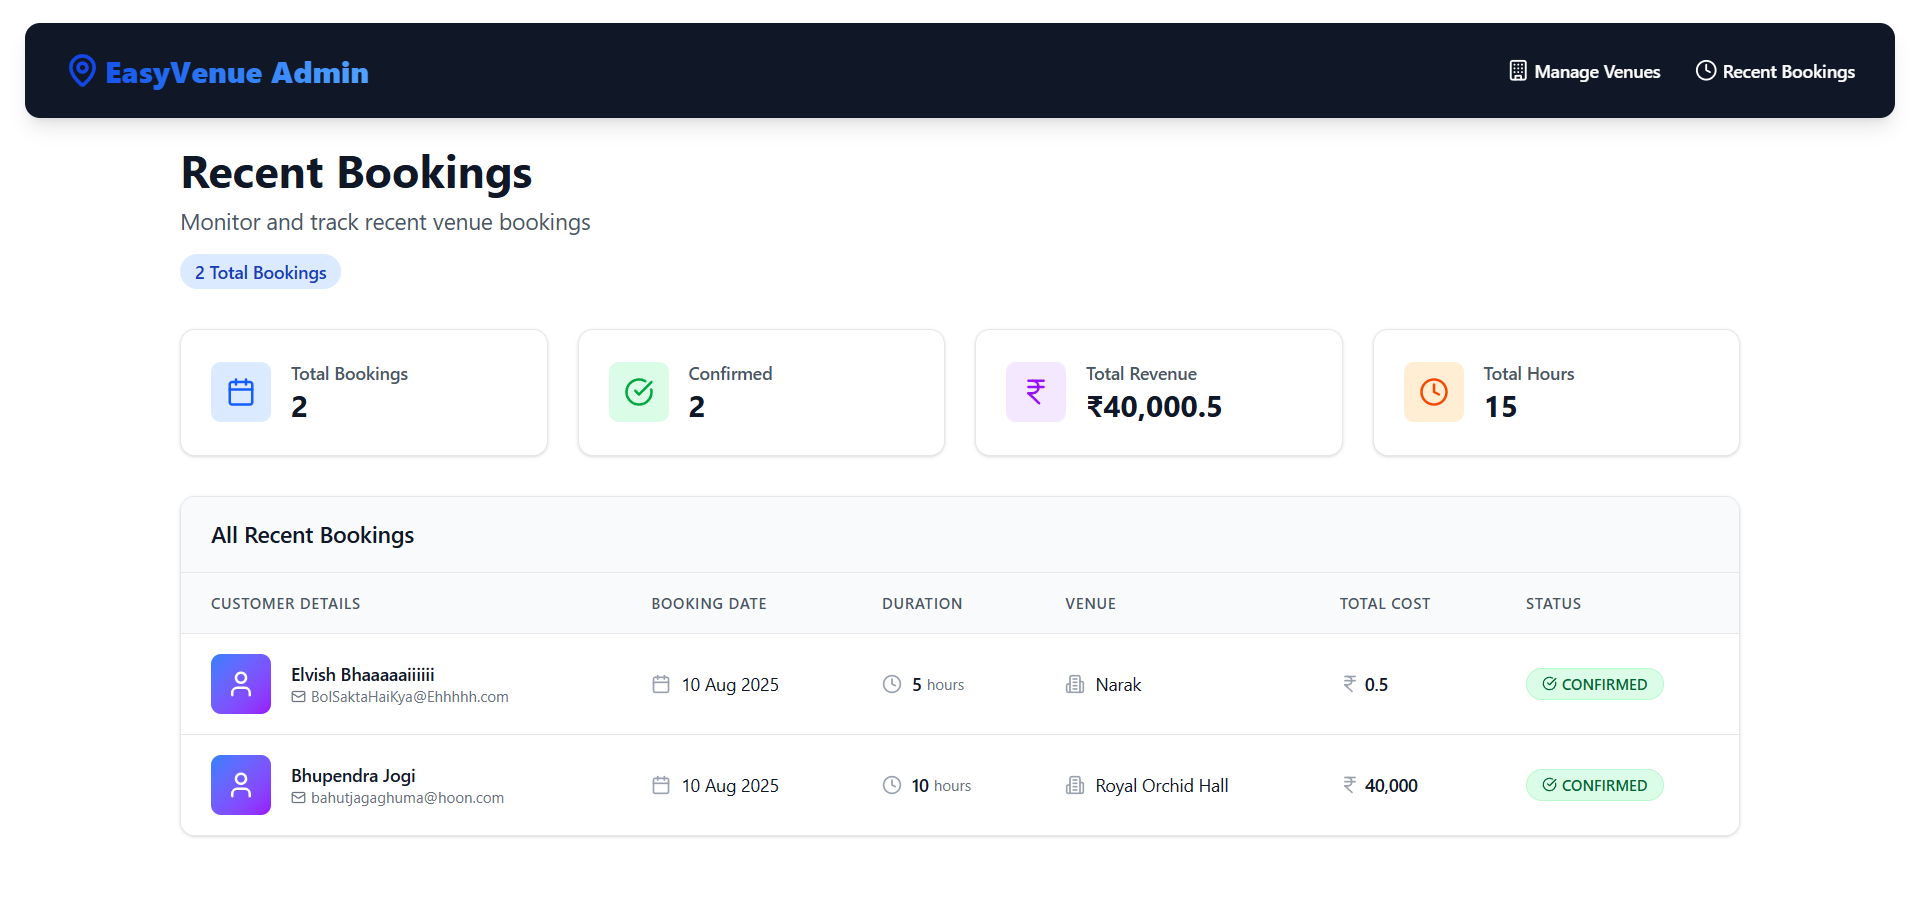 EasyVenue Admin
Manage Venues
Recent Bookings
Recent Bookings
Monitor and track recent venue bookings
2 Total Bookings
Total Bookings
2
Confirmed
2
Total Revenue
₹40,000.5
Total Hours
15
All Recent Bookings
CUSTOMER DETAILS BOOKING DATE DURATION VENUE TOTAL COST STATUS
Elvish Bhaaaaaiiiiii
BolSaktaHaiKya@Ehhhhh.com
10 Aug 2025 5 hours Narak ₹ 0.5 CONFIRMED
Bhupendra Jogi
bahutjagaghuma@hoon.com
10 Aug 2025 10 hours Royal Orchid Hall ₹ 40,000 CONFIRMED